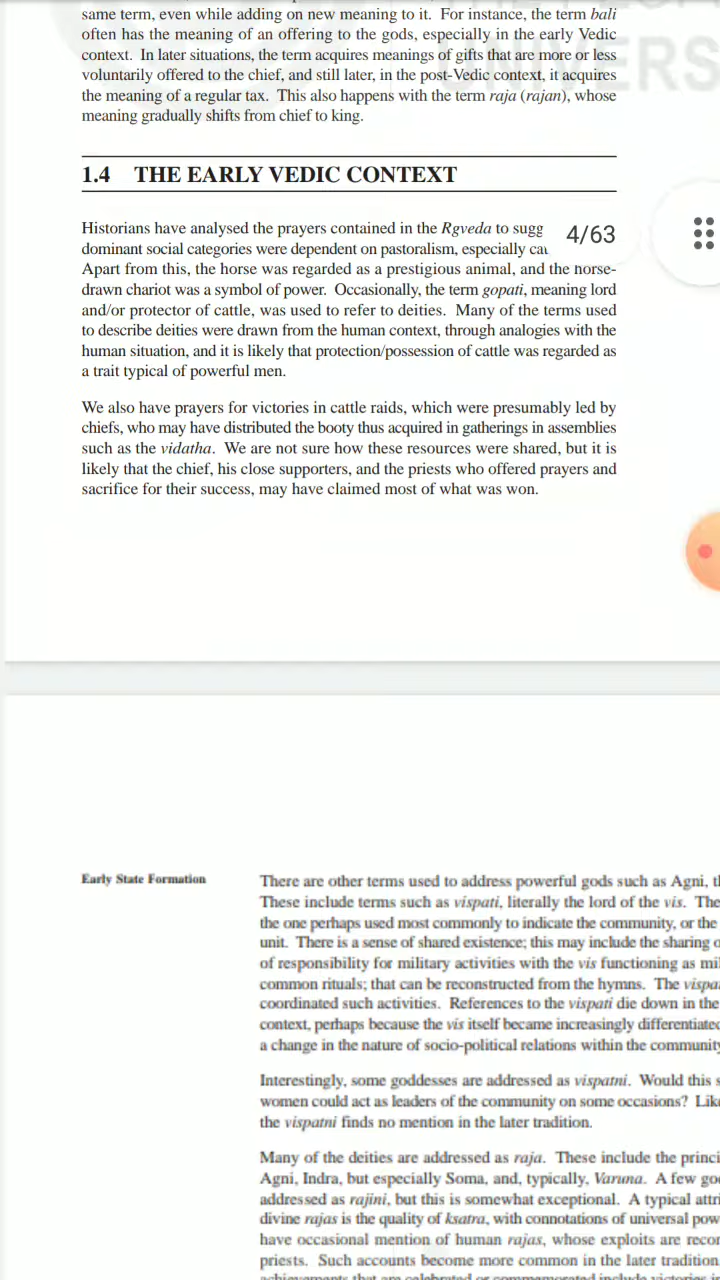 same term, even while adding on new meaning to it. For instance, the term bali
often has the meaning of an offering to the gods, especially in the early Vedic
context. In later situations, the term acquires meanings of gifts that are more or less
voluntarily offered to the chief, and still later, in the post-Vedic context, it acquires
the meaning of a regular tax. This also happens with the term raja (rajan), whose
meaning gradually shifts from chief to king.
UNIVERS
1.4 THE EARLY VEDIC CONTEXT
Historians have analysed the prayers contained in the Rgveda to sugg
4/63
dominant social categories were dependent on pastoralism, especially
Apart from this, the horse was regarded as a prestigious animal, and the horse-
drawn chariot was a symbol of power. Occasionally, the term gopati, meaning lord
and/or protector of cattle, was used to refer to deities. Many of the terms used
to describe deities were drawn from the human context, through analogies with the
human situation, and it is likely that protection/possession of cattle was regarded as
a trait typical of powerful men.
We also have prayers for victories in cattle raids, which were presumably led by
chiefs, who may have distributed the booty thus acquired in gatherings in assemblies
such as the vidatha. We are not sure how these resources were shared, but it is
likely that the chief, his close supporters, and the priests who offered prayers and
sacrifice for their success, may have claimed most of what was won.
Early State Formation
There are other terms used to address powerful gods such as Agni,
These include terms such as vispati, literally the lord of the vis. The
the one perhaps used most commonly to indicate the community, or the
unit. There is a sense of shared existence; this may include the sharing
of responsibility for military activities with the vis functioning as
common rituals; that can be reconstructed from the hymns. The
coordinated such activities. References to the vispati die down in the
context, perhaps because the vis itself became increasingly differentiated
a change in the nature of socio-political relations within the community
Interestingly, some goddesses are addressed as vispatni. Would this
women could act as leaders of the community on some occasions?
the vispatni finds no mention in the later tradition.
Many of the deities are addressed as raja. These include the
Agni, Indra, but especially Soma, and, typically, Varuna. A few
addressed as rajini, but this is somewhat exceptional. A typical
divine rajas is the quality of ksatra, with connotations of universal
have occasional mention of human rajas, whose exploits are
priests. Such accounts become more common in the later tradition
achievements that are celebrated or commemorated include victories